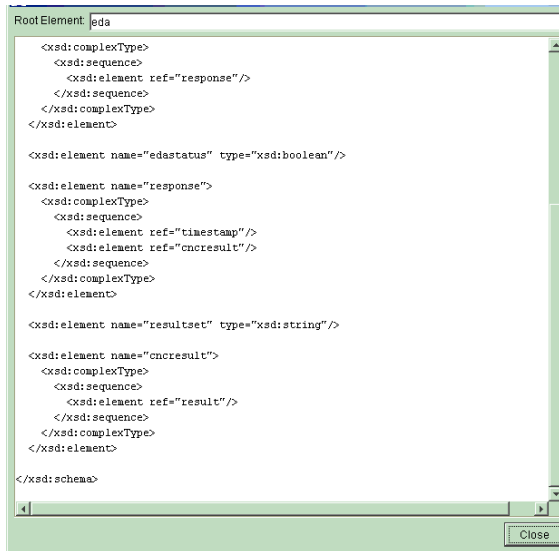 Root Element: eda
<xsd:complexType>
<xsd:sequence>
<xsd:element ref="response"/>
</xsd:sequence>
</xsd:complexType>
</xsd:element>
<xsd:element name="edastatus" type="xsd:boolean"/>
<xsd:element name="response">
<xsd:complexType>
<xsd:sequence>
<xsd:element ref="timestamp"/>
<xsd:element ref="cncresult"/>
</xsd:sequence>
</xsd:complexType>
</xsd:element>
<xsd:element name="resultset" type="xsd:string"/>
<xsd:element name="cncresult">
<xsd:complexType>
<xsd:sequence>
<xsd:element ref="result"/>
</xsd:sequence>
</xsd:complexType>
</xsd:element>
</xsd:schema>
Close